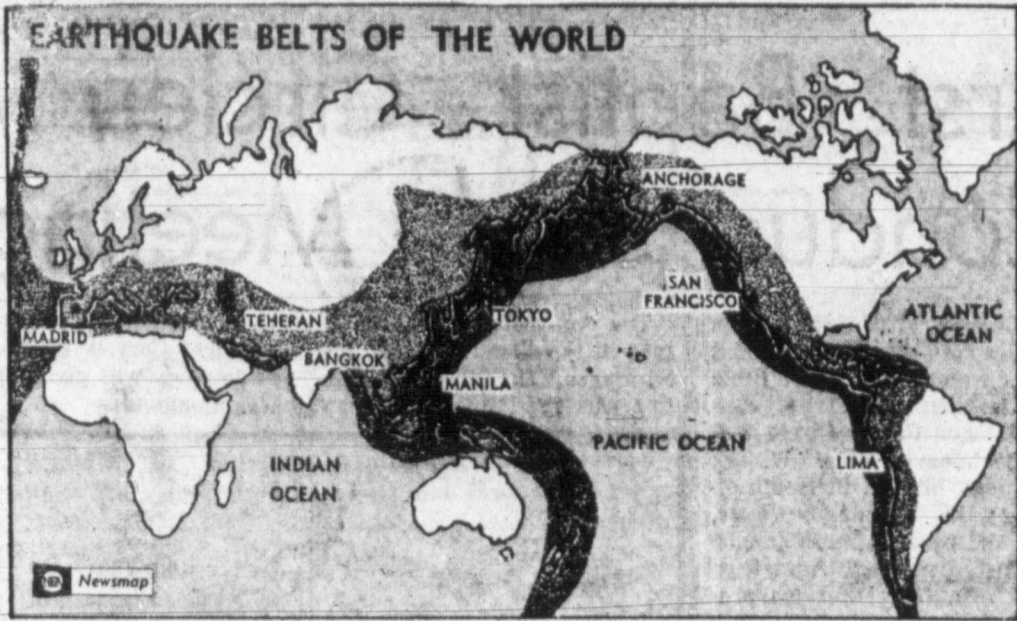 EARTHQUAKE BELTS OF THE WORLD
ANCHORAGE
SAN
FRANCISCO
ATLANTIC
OCEAN
MADRID
TEHERAN
TOKYO
BANGKOK
MANILA
PACIFIC OCEAN
INDIAN
OCEAN
LIMA
NEA Newsmap